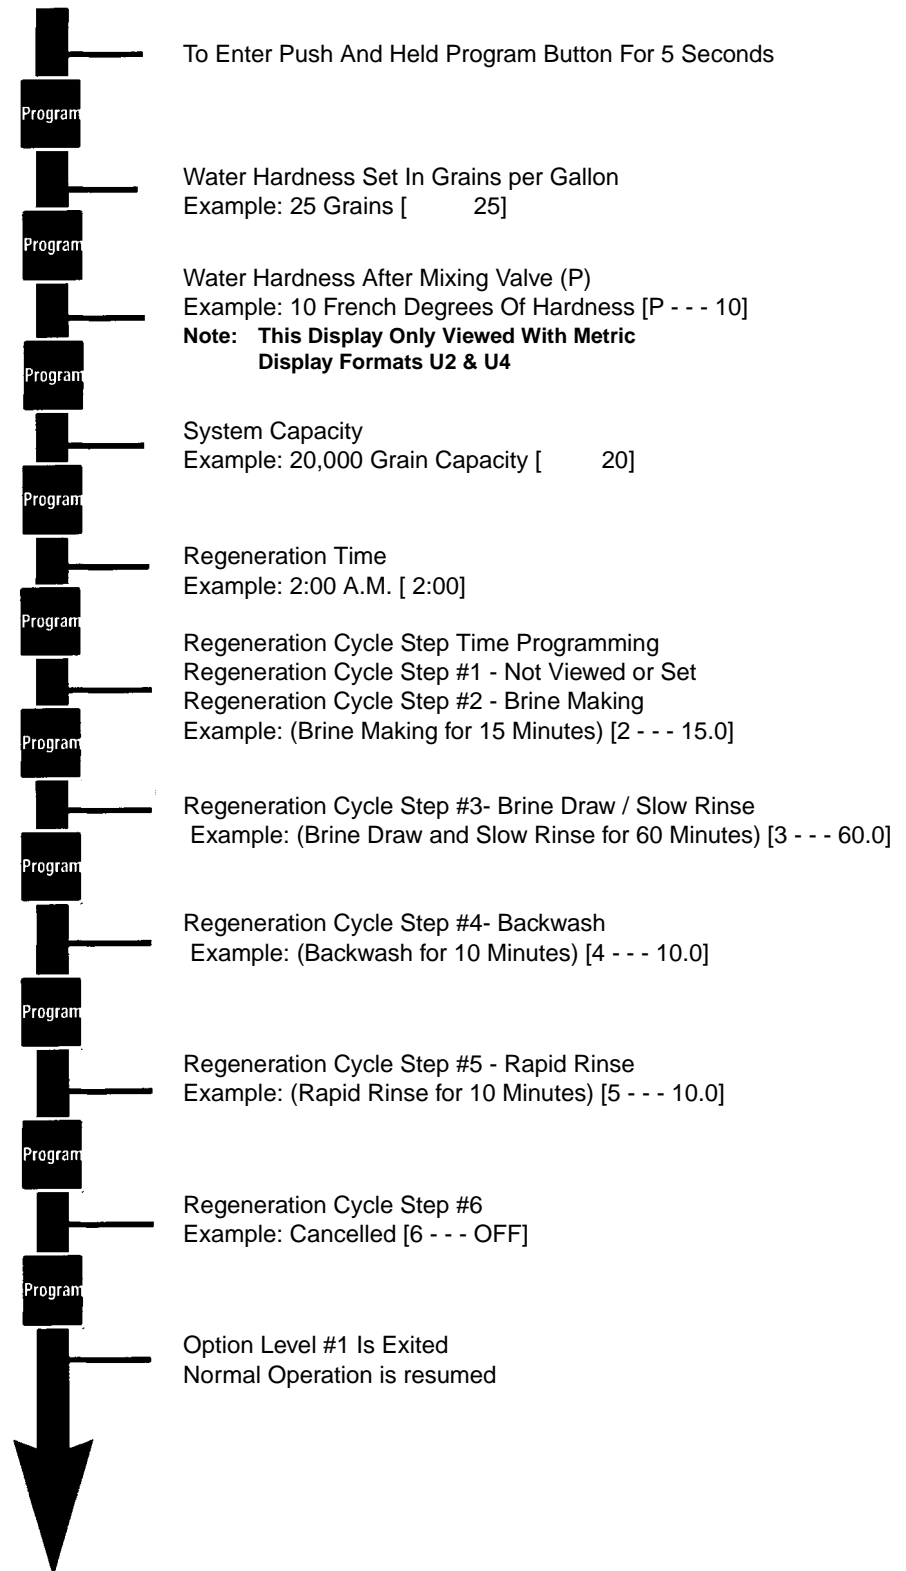 To Enter Push And Held Program Button For 5 Seconds
Program
Water Hardness Set In Grains per Gallon
Example: 25 Grains [ 25]
Program
Water Hardness After Mixing Valve (P)
Example: 10 French Degrees Of Hardness [P - - - 10]
Note: This Display Only Viewed With Metric
Display Formats U2 & U4
Program
System Capacity
Example: 20,000 Grain Capacity [ 20]
Program
Regeneration Time
Example: 2:00 A.M. [ 2:00]
Program
Regeneration Cycle Step Time Programming
Regeneration Cycle Step #1 - Not Viewed or Set
Regeneration Cycle Step #2 - Brine Making
Example: (Brine Making for 15 Minutes) [2 - - - 15.0]
Program
Regeneration Cycle Step #3- Brine Draw / Slow Rinse
Example: (Brine Draw and Slow Rinse for 60 Minutes) [3 - - - 60.0]
Program
Regeneration Cycle Step #4- Backwash
Example: (Backwash for 10 Minutes) [4 - - - 10.0]
Program
Regeneration Cycle Step #5 - Rapid Rinse
Example: (Rapid Rinse for 10 Minutes) [5 - - - 10.0]
Program
Regeneration Cycle Step #6
Example: Cancelled [6 - - - OFF]
Program
Option Level #1 Is Exited
Normal Operation is resumed